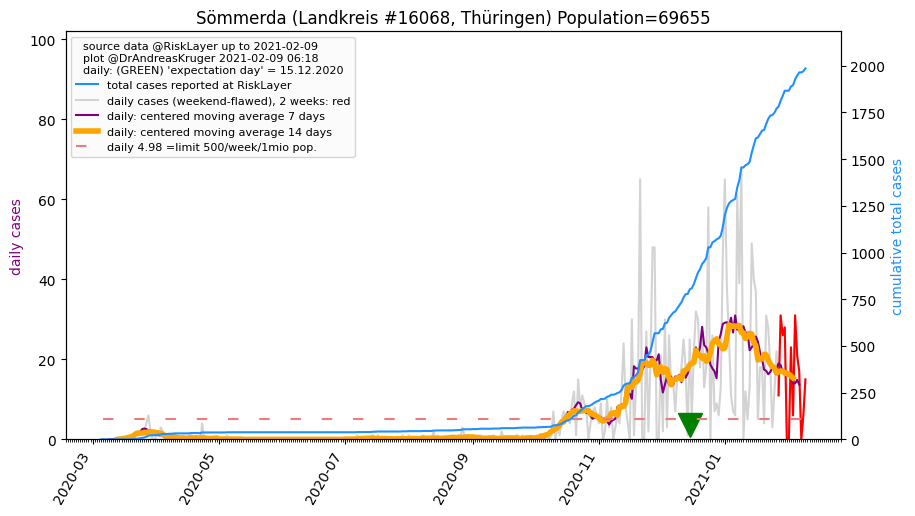 Sömmerda (Landkreis #16068, Thüringen) Population=69655
source data @RiskLayer up to 2021-02-09
plot @DrAndreasKruger 2021-02-09 06:18
daily: (GREEN) 'expectation day' = 15.12.2020
total cases reported at RiskLayer
daily cases (weekend-flawed), 2 weeks: red
daily: centered moving average 7 days
daily: centered moving average 14 days
daily 4.98 =limit 500/week/1mio pop.
daily cases
100
80
60
40
20
0
cumulative total cases
2000
1750
1500
1250
1000
750
500
250
0
2020-03
2020-05
2020-07
2020-09
2020-11
2021-01